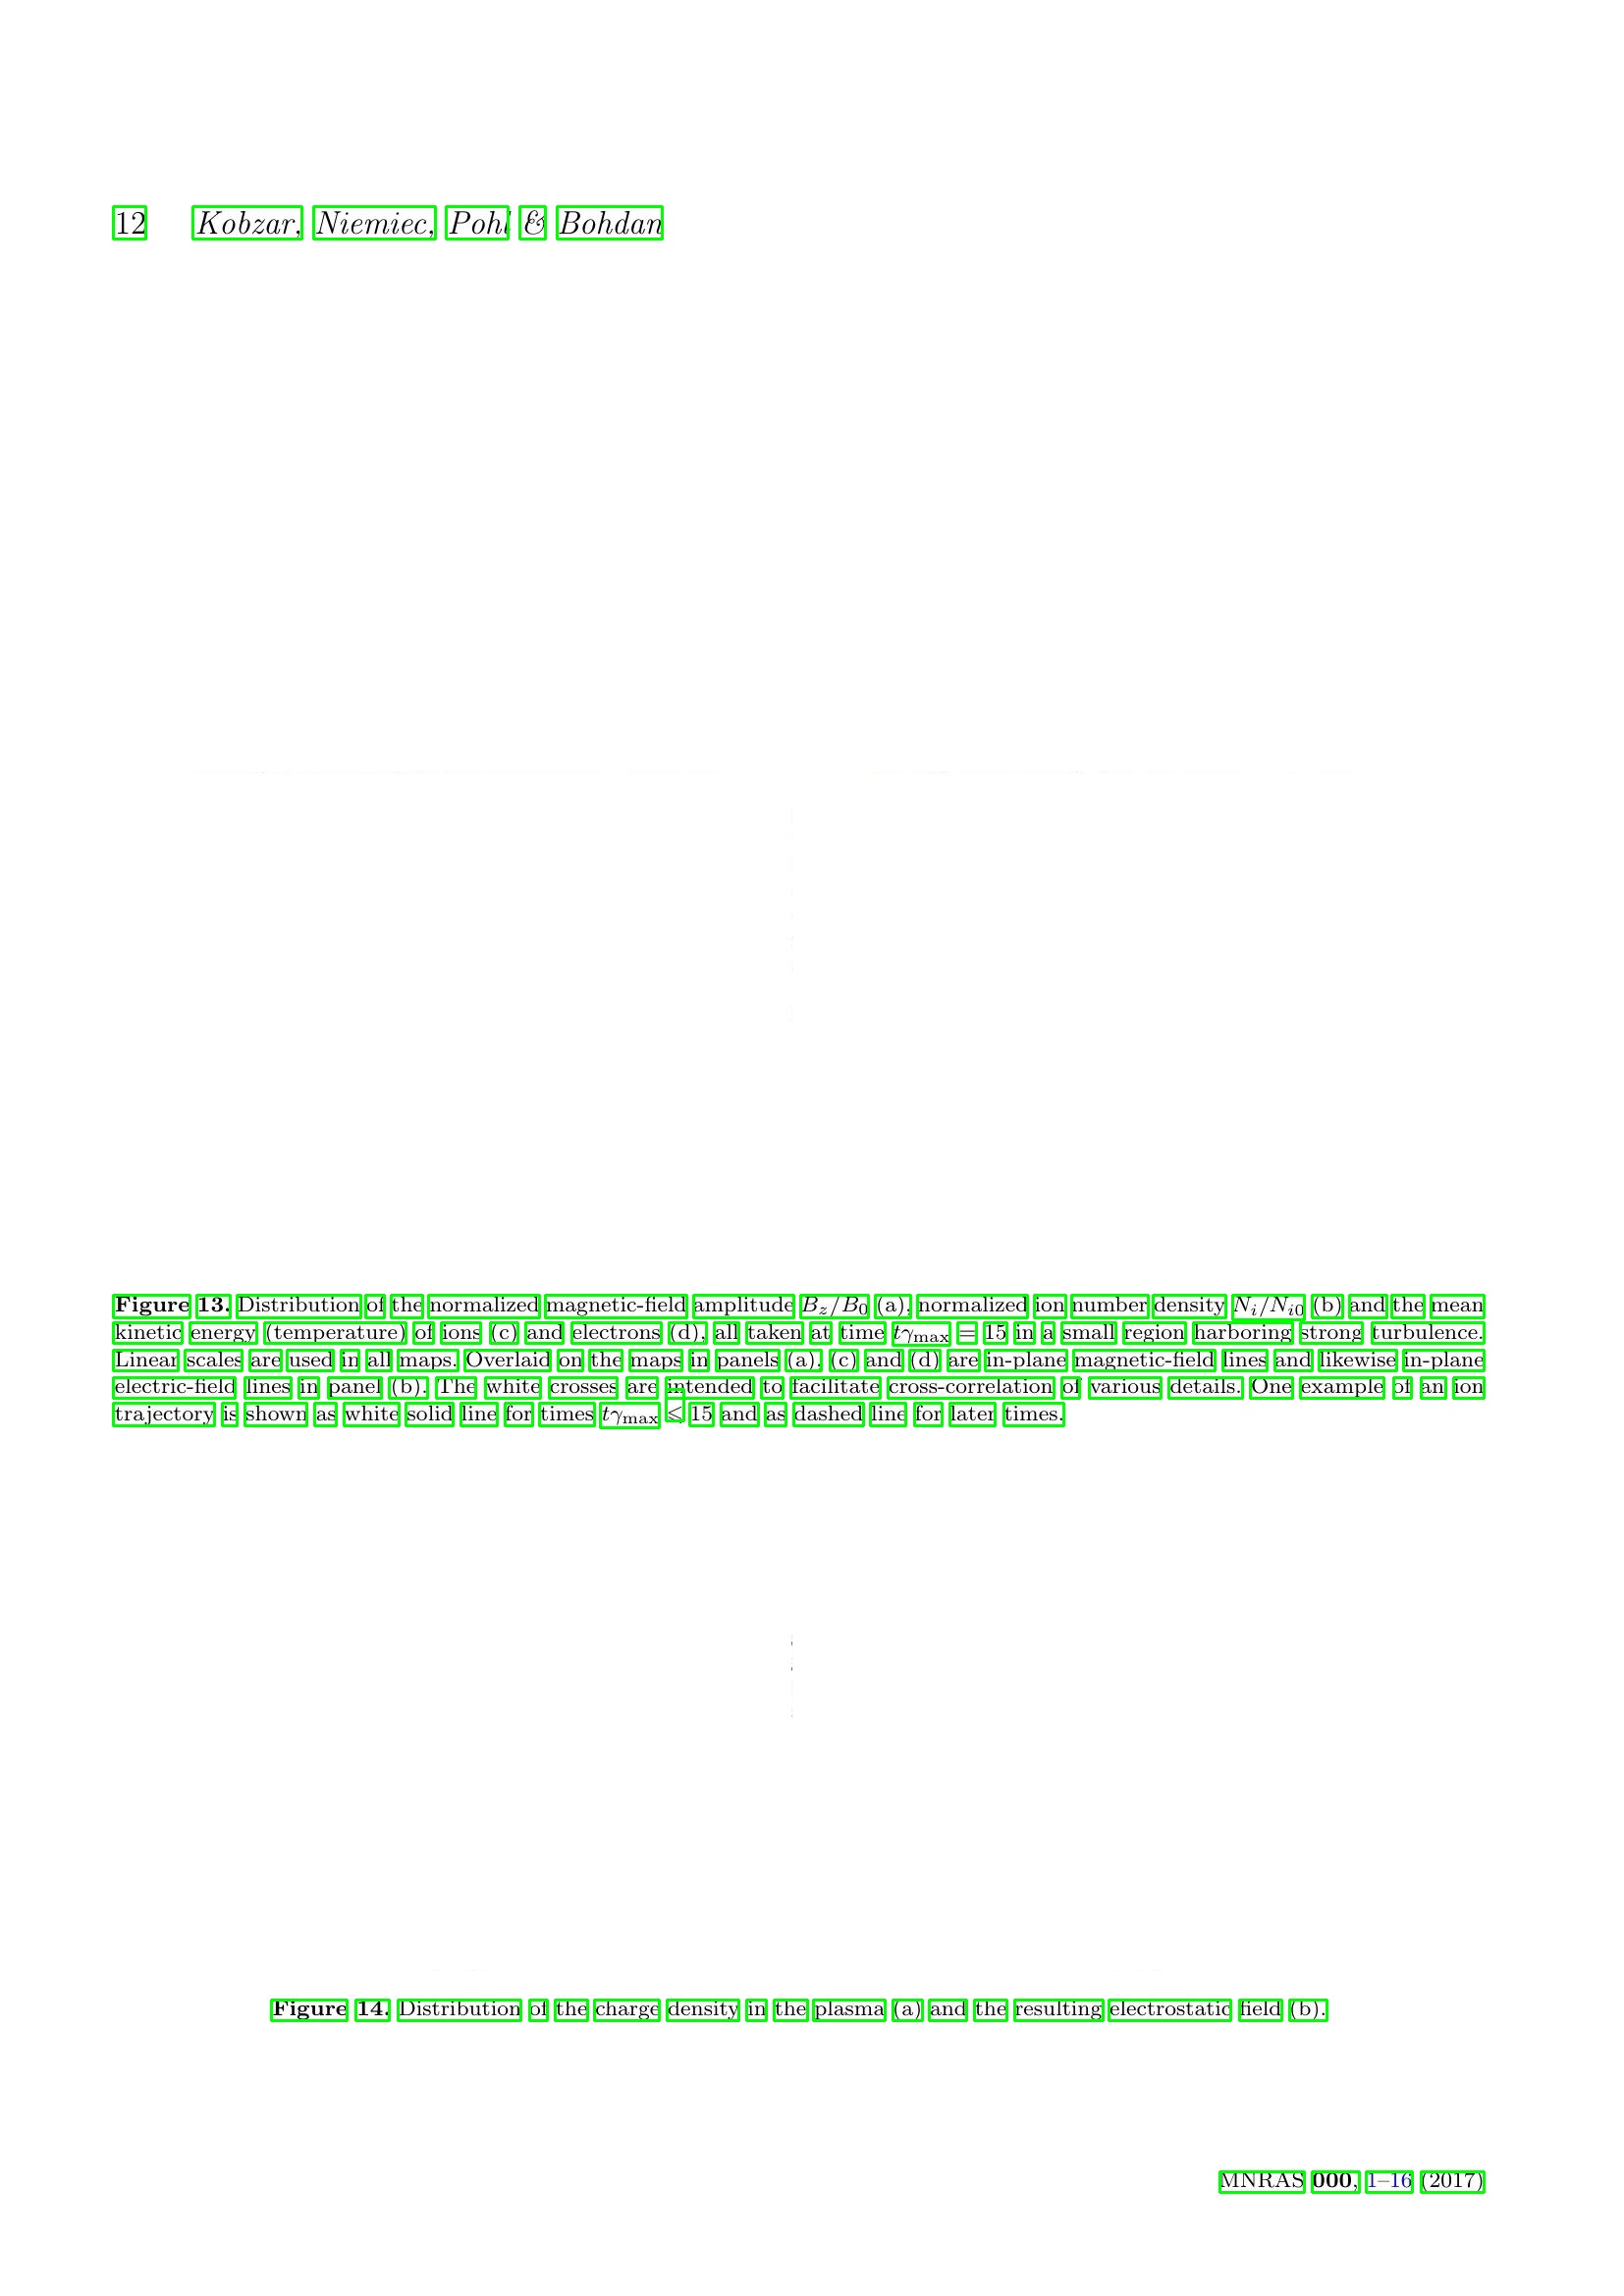 12 Kobzar, Niemiec, Pohl & Bohdan
Figure 13. Distribution of the normalized magnetic-field amplitude B_z/B_0 (a), normalized ion number density N_i/N_{i0} (b) and the mean
kinetic energy (temperature) of ions (c) and electrons (d), all taken at time tγ_max = 15 in a small region harboring strong turbulence.
Linear scales are used in all maps. Overlaid on the maps in panels (a), (c) and (d) are in-plane magnetic-field lines and likewise in-plane
electric-field lines in panel (b). The white crosses are intended to facilitate cross-correlation of various details. One example of an ion
trajectory is shown as white solid line for times tγ_max ≤ 15 and as dashed line for later times.
Figure 14. Distribution of the charge density in the plasma (a) and the resulting electrostatic field (b).
MNRAS 000, 1–16 (2017)